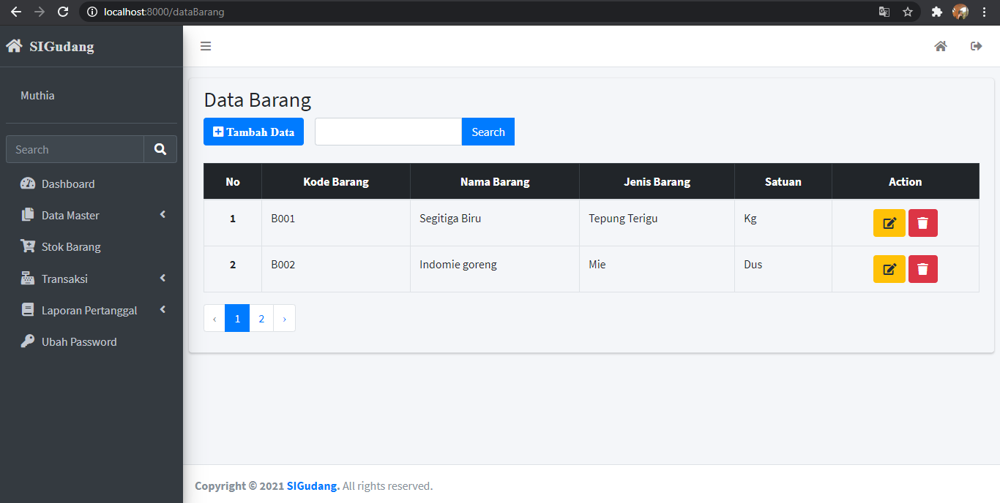 localhost:8000/dataBarang
SIGudang
Muthia
Search
Dashboard
Data Master
Stok Barang
Transaksi
Laporan Pertanggal
Ubah Password
Data Barang
Tambah Data
Search
No Kode Barang Nama Barang Jenis Barang Satuan Action
1 B001 Segitiga Biru Tepung Terigu Kg
2 B002 Indomie goreng Mie Dus
‹ 1 2 ›
Copyright © 2021 SIGudang. All rights reserved.